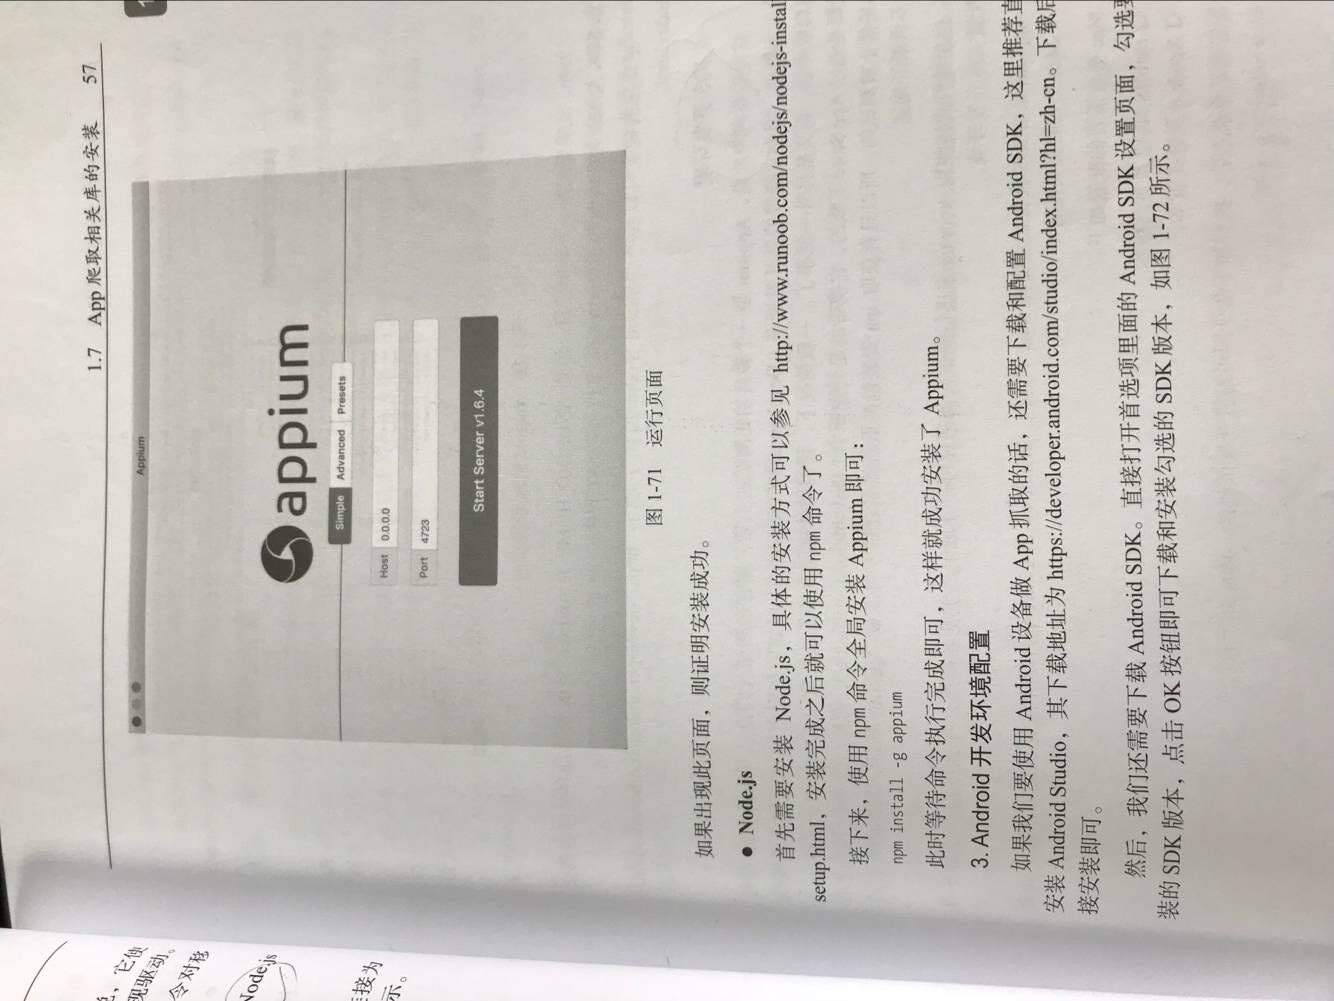 1.7 App 爬取相关库的安装 57
Appium
appium
Simple Advanced Presets
Host 0.0.0.0
Port 4723
Start Server v1.6.4
图 1-71 运行页面
如果出现此页面，则证明安装成功。
● Node.js
首先需要安装 Node.js，具体的安装方式可以参见 http://www.runoob.com/nodejs/nodejs-instal
setup.html，安装完成之后就可以使用 npm 命令了。
接下来，使用 npm 命令全局安装 Appium 即可：
npm install -g appium
此时等待命令执行完成即可，这样就成功安装了 Appium。
3. Android 开发环境配置
如果我们要使用 Android 设备做 App 抓取的话，还需要下载和配置 Android SDK，这里推荐直
安装 Android Studio，其下载地址为 https://developer.android.com/studio/index.html?hl=zh-cn。下载后
接安装即可。
然后，我们还需要下载 Android SDK。直接打开首选项里面的 Android SDK 设置页面，勾选要
装的 SDK 版本，点击 OK 按钮即可下载和安装勾选的 SDK 版本，如图 1-72 所示。
，它使
现驱动。
令对移
Node.js
接为
示。